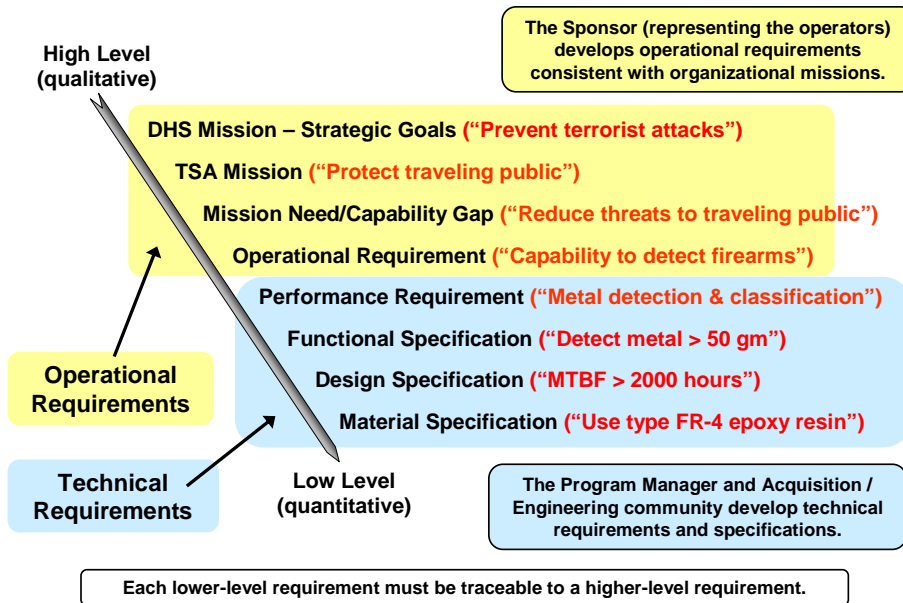 The Sponsor (representing the operators)
develops operational requirements
consistent with organizational missions.
High Level
(qualitative)
DHS Mission – Strategic Goals (“Prevent terrorist attacks”)
TSA Mission (“Protect traveling public”)
Mission Need/Capability Gap (“Reduce threats to traveling public”)
Operational Requirement (“Capability to detect firearms”)
Performance Requirement (“Metal detection & classification”)
Functional Specification (“Detect metal > 50 gm”)
Design Specification (“MTBF > 2000 hours”)
Material Specification (“Use type FR-4 epoxy resin”)
Operational
Requirements
Technical
Requirements
Low Level
(quantitative)
The Program Manager and Acquisition /
Engineering community develop technical
requirements and specifications.
Each lower-level requirement must be traceable to a higher-level requirement.